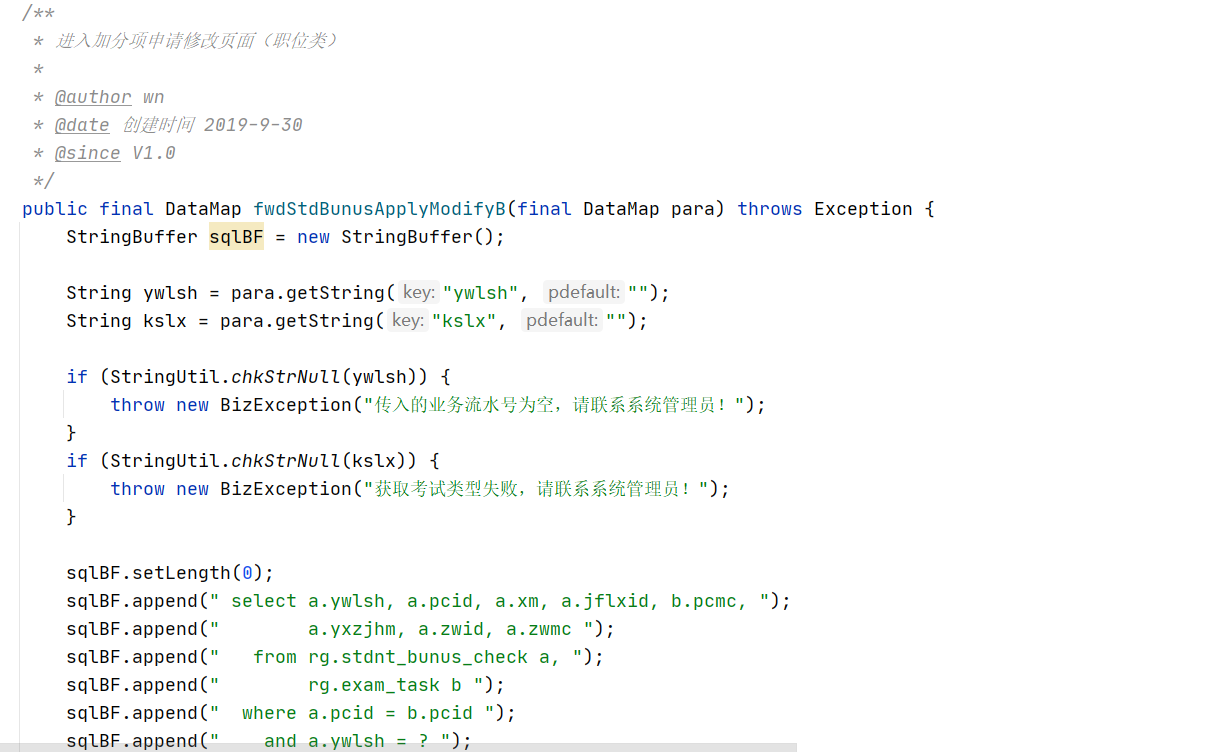 /**
 * 进入加分项申请修改页面（职位类）
 *
 * @author wn
 * @date 创建时间 2019-9-30
 * @since V1.0
 */
public final DataMap fwdStdBunusApplyModifyB(final DataMap para) throws Exception {
    StringBuffer sqlBF = new StringBuffer();

    String ywlsh = para.getString( key: "ywlsh", pdefault: "");
    String kslx = para.getString( key: "kslx", pdefault: "");

    if (StringUtil.chkStrNull(ywlsh)) {
        throw new BizException("传入的业务流水号为空，请联系系统管理员！");
    }
    if (StringUtil.chkStrNull(kslx)) {
        throw new BizException("获取考试类型失败，请联系系统管理员！");
    }

    sqlBF.setLength(0);
    sqlBF.append(" select a.ywlsh, a.pcid, a.xm, a.jflxid, b.pcmc, ");
    sqlBF.append("        a.yxzjhm, a.zwid, a.zwmc ");
    sqlBF.append("   from rg.stdnt_bunus_check a, ");
    sqlBF.append("        rg.exam_task b ");
    sqlBF.append("  where a.pcid = b.pcid ");
    sqlBF.append("    and a.ywlsh = ? ");